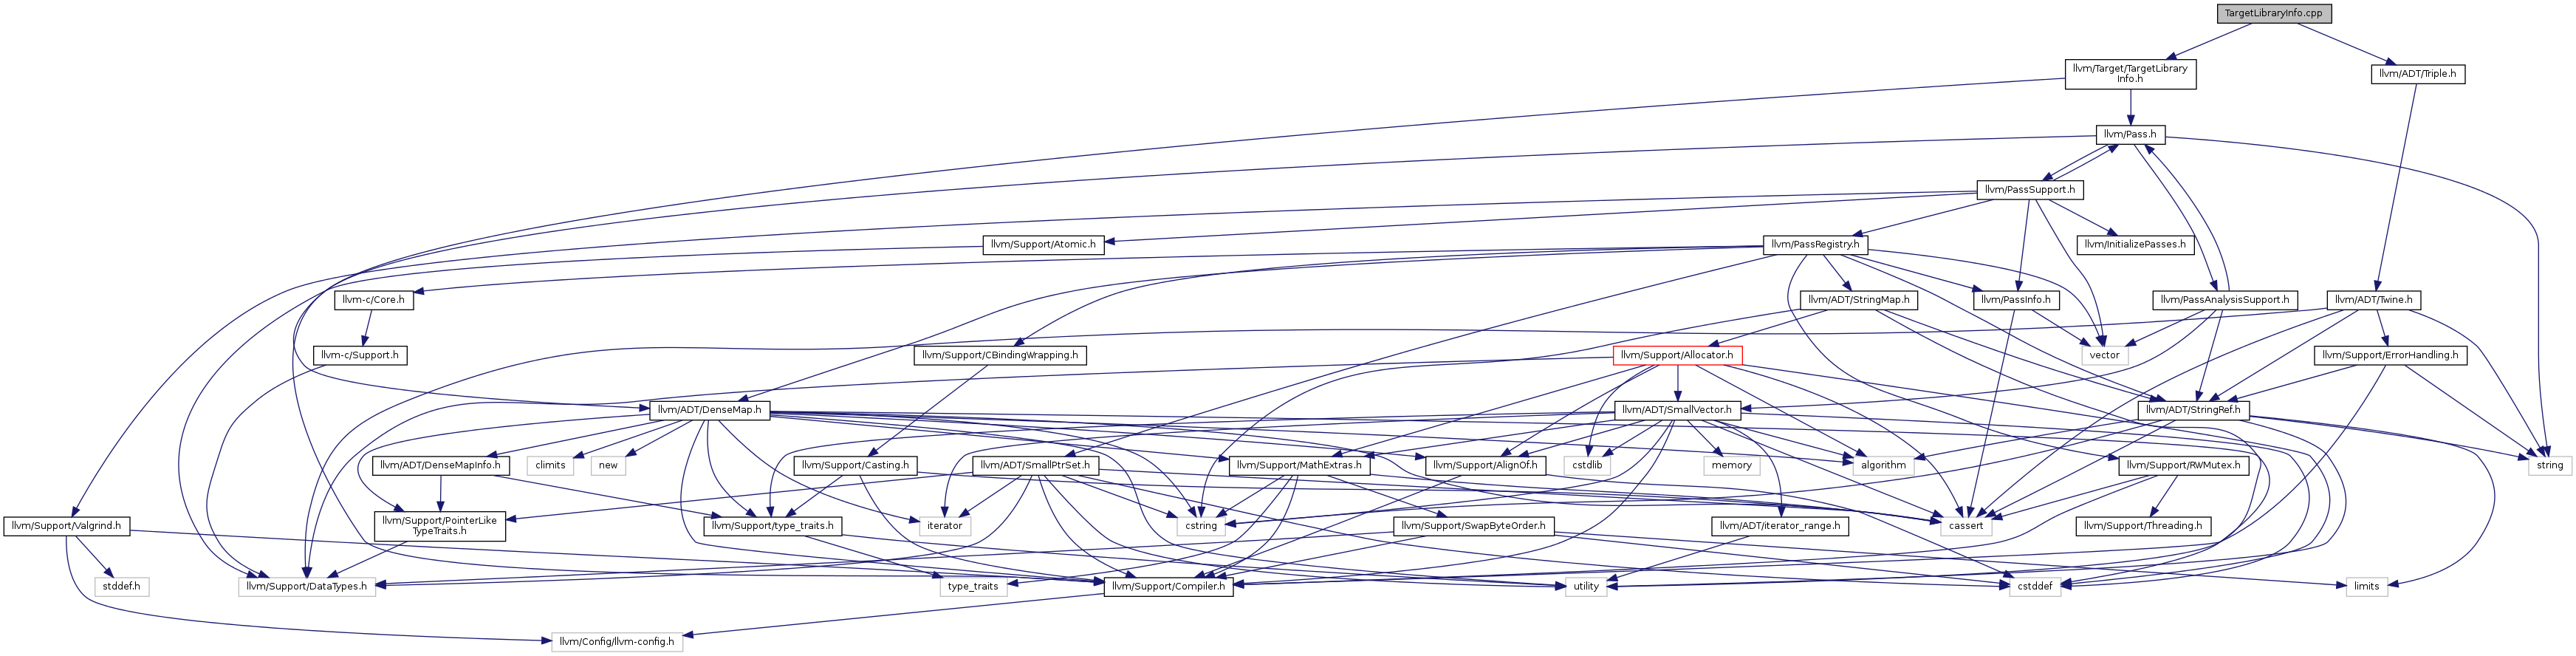 TargetLibraryInfo.cpp
llvm/Target/TargetLibrary
Info.h
llvm/ADT/Triple.h
llvm/Pass.h
llvm/PassSupport.h
llvm/Support/Atomic.h
llvm/PassRegistry.h
llvm/InitializePasses.h
llvm-c/Core.h
llvm/ADT/StringMap.h
llvm/PassInfo.h
llvm/PassAnalysisSupport.h
llvm/ADT/Twine.h
llvm-c/Support.h
llvm/Support/CBindingWrapping.h
llvm/Support/Allocator.h
vector
llvm/Support/ErrorHandling.h
llvm/ADT/DenseMap.h
llvm/ADT/SmallVector.h
llvm/ADT/StringRef.h
llvm/ADT/DenseMapInfo.h
climits
new
llvm/Support/Casting.h
llvm/ADT/SmallPtrSet.h
llvm/Support/MathExtras.h
llvm/Support/AlignOf.h
cstdlib
memory
algorithm
llvm/Support/RWMutex.h
string
llvm/Support/Valgrind.h
llvm/Support/PointerLike
TypeTraits.h
llvm/Support/type_traits.h
iterator
cstring
llvm/Support/SwapByteOrder.h
llvm/ADT/iterator_range.h
cassert
llvm/Support/Threading.h
stddef.h
llvm/Support/DataTypes.h
type_traits
llvm/Support/Compiler.h
utility
cstddef
limits
llvm/Config/llvm-config.h